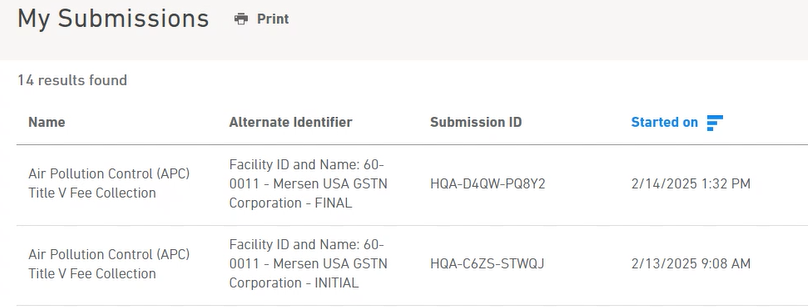 My Submissions Print
14 results found
Name Alternate Identifier Submission ID Started on
Air Pollution Control (APC)
Title V Fee Collection
Facility ID and Name: 60-
0011 - Mersen USA GSTN
Corporation - FINAL
HQA-D4QW-PQ8Y2
2/14/2025 1:32 PM
Air Pollution Control (APC)
Title V Fee Collection
Facility ID and Name: 60-
0011 - Mersen USA GSTN
Corporation - INITIAL
HQA-C6ZS-STWQJ
2/13/2025 9:08 AM